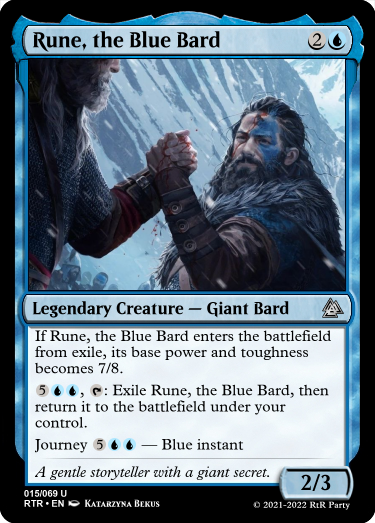 Rune, the Blue Bard 2
Legendary Creature — Giant Bard
If Rune, the Blue Bard enters the battlefield
from exile, its base power and toughness
becomes 7/8.
5, : Exile Rune, the Blue Bard, then
return it to the battlefield under your
control.
Journey 5 — Blue instant
A gentle storyteller with a giant secret.
2/3
015/069 U
RTR • EN Katarzyna Bekus
© 2021-2022 RtR Party